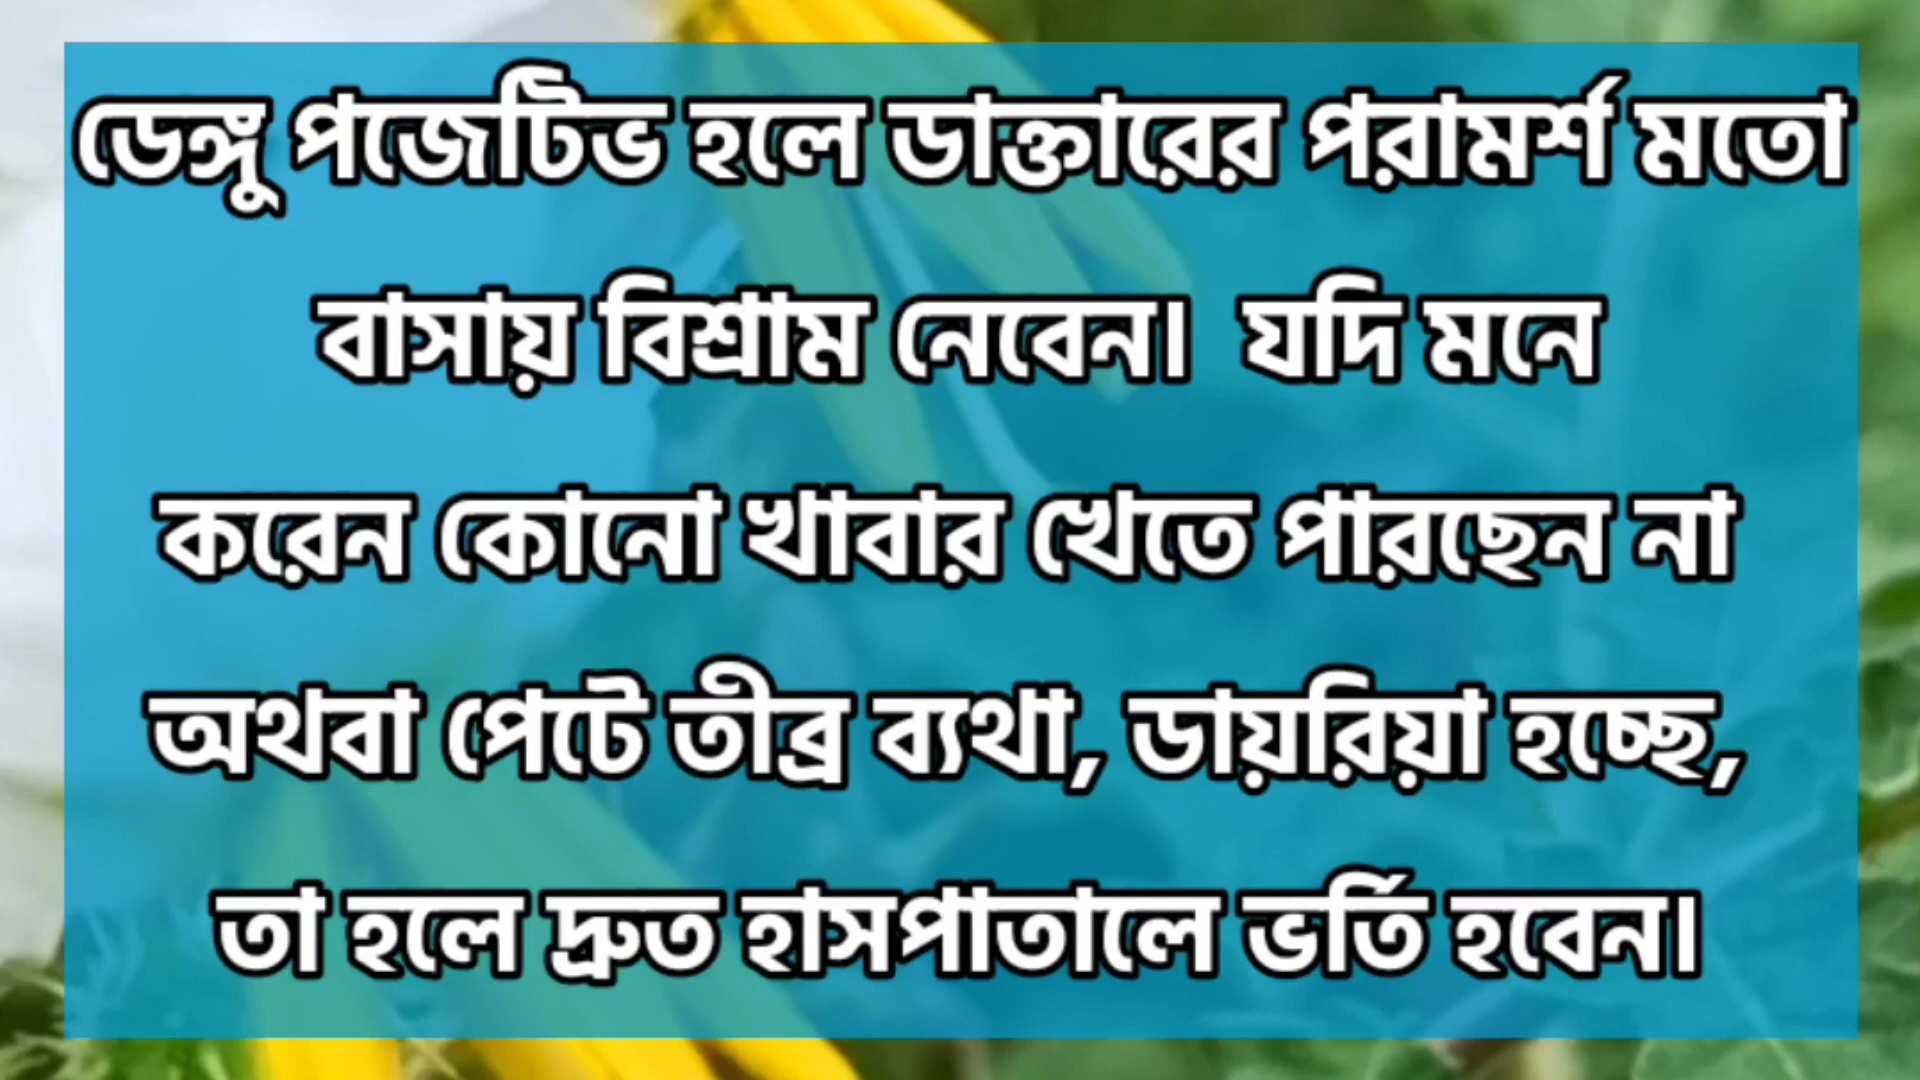 ডেঙ্গু পজেটিভ হলে ডাক্তারের পরামর্শ মতো
বাসায় বিশ্রাম নেবেন। যদি মনে
করেন কোনো খাবার খেতে পারছেন না
অথবা পেটে তীব্র ব্যথা, ডায়রিয়া হচ্ছে,
তা হলে দ্রুত হাসপাতালে ভর্তি হবেন।